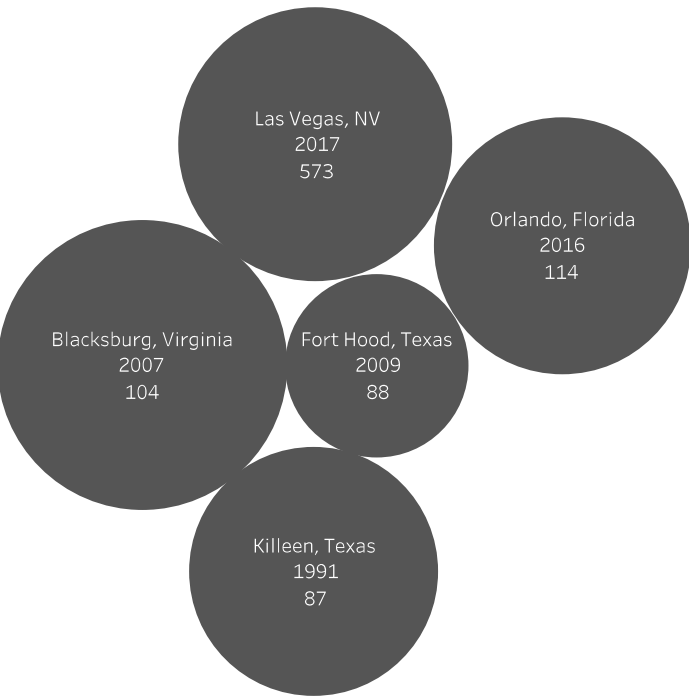 Las Vegas, NV
2017
573
Orlando, Florida
2016
114
Blacksburg, Virginia
2007
104
Fort Hood, Texas
2009
88
Killeen, Texas
1991
87